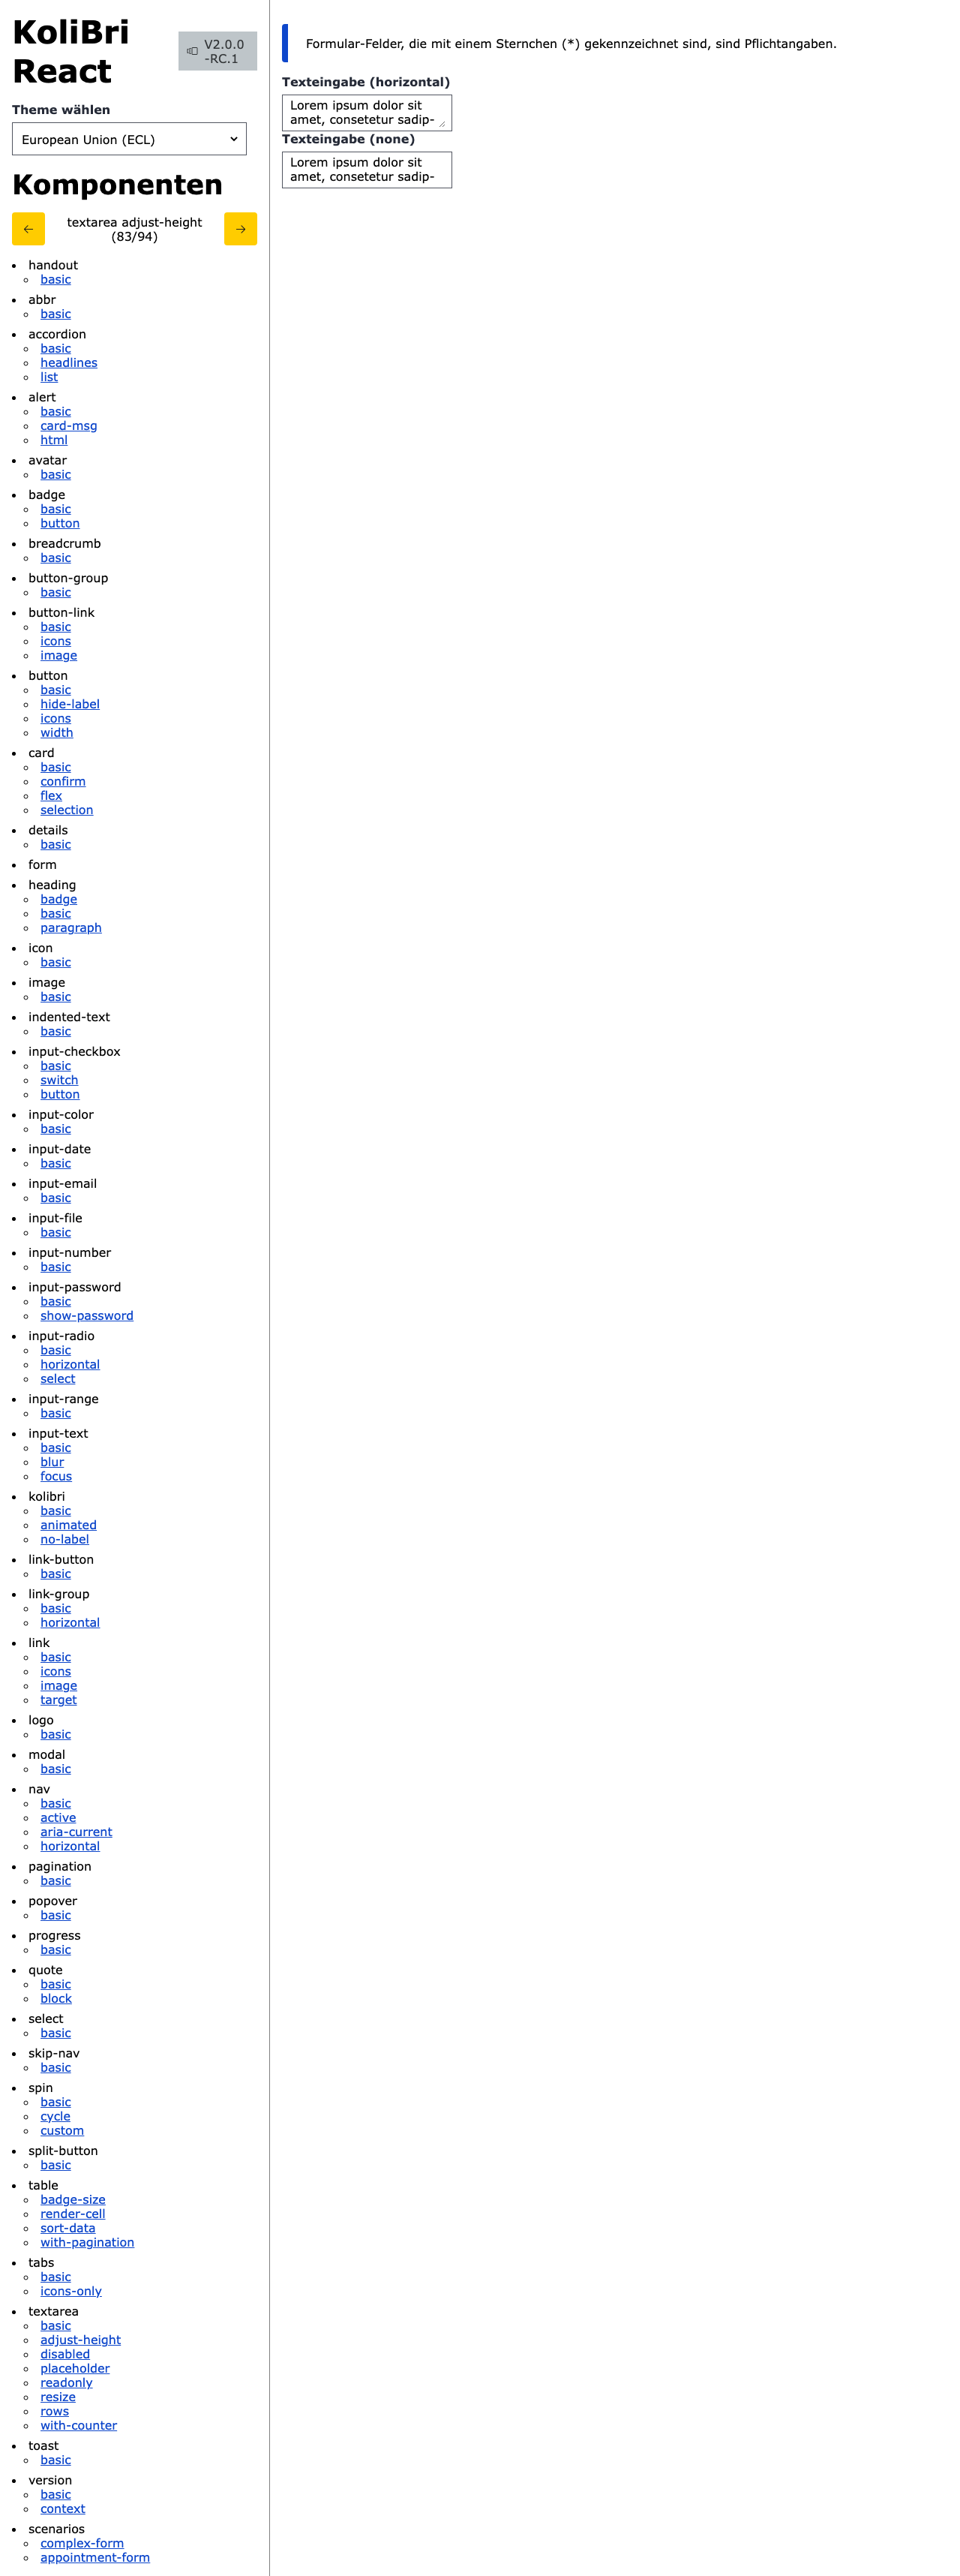 KoliBri
React
V2.0.0
-RC.1
Theme wählen
European Union (ECL)
Komponenten
←
textarea adjust-height
(83/94)
→
handout
basic
abbr
basic
accordion
basic
headlines
list
alert
basic
card-msg
html
avatar
basic
badge
basic
button
breadcrumb
basic
button-group
basic
button-link
basic
icons
image
button
basic
hide-label
icons
width
card
basic
confirm
flex
selection
details
basic
form
heading
badge
basic
paragraph
icon
basic
image
basic
indented-text
basic
input-checkbox
basic
switch
button
input-color
basic
input-date
basic
input-email
basic
input-file
basic
input-number
basic
input-password
basic
show-password
input-radio
basic
horizontal
select
input-range
basic
input-text
basic
blur
focus
kolibri
basic
animated
no-label
link-button
basic
link-group
basic
horizontal
link
basic
icons
image
target
logo
basic
modal
basic
nav
basic
active
aria-current
horizontal
pagination
basic
popover
basic
progress
basic
quote
basic
block
select
basic
skip-nav
basic
spin
basic
cycle
custom
split-button
basic
table
badge-size
render-cell
sort-data
with-pagination
tabs
basic
icons-only
textarea
basic
adjust-height
disabled
placeholder
readonly
resize
rows
with-counter
toast
basic
version
basic
context
scenarios
complex-form
appointment-form
Formular-Felder, die mit einem Sternchen (*) gekennzeichnet sind, sind Pflichtangaben.
Texteingabe (horizontal)
Lorem ipsum dolor sit
amet, consetetur sadip-
Texteingabe (none)
Lorem ipsum dolor sit
amet, consetetur sadip-